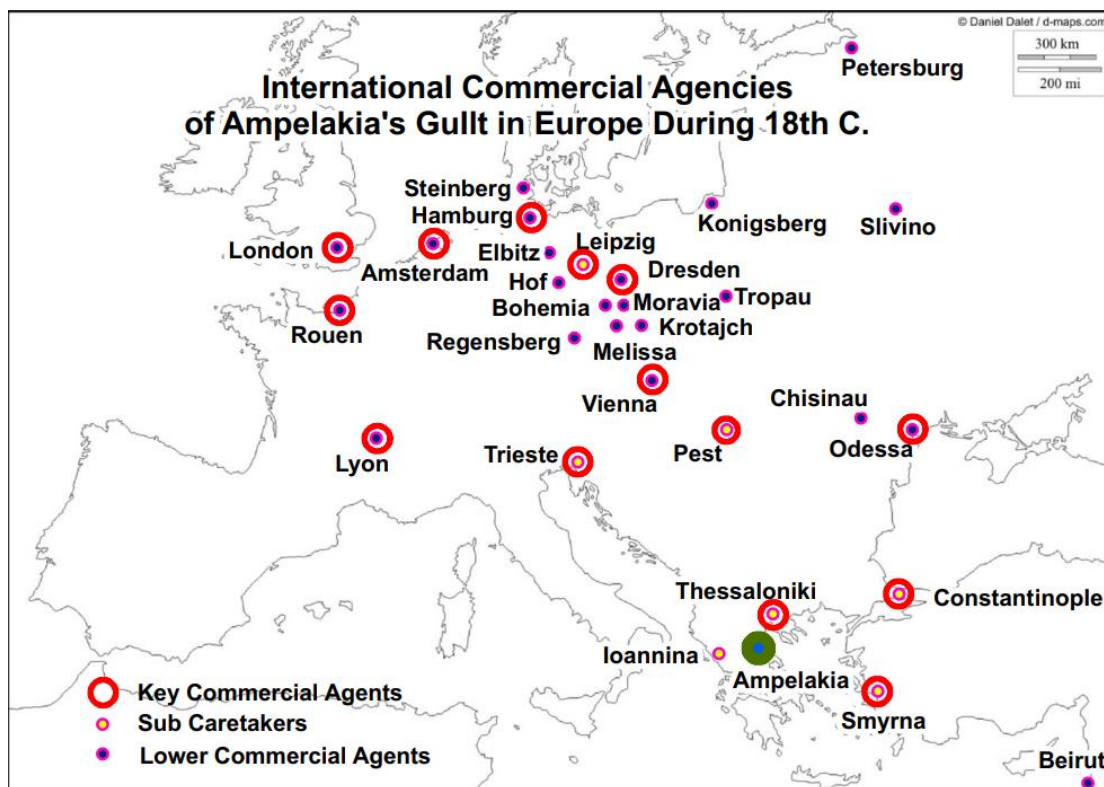 © Daniel Dalet / d-maps.com
300 km
200 mi
Petersburg
International Commercial Agencies
of Ampelakia's Gullt in Europe During 18th C.
Steinberg
Hamburg
Konigsberg
Slivino
London
Amsterdam
Elbitz
Leipzig
Hof
Dresden
Bohemia
Moravia
Tropau
Rouen
Regensberg
Krotajch
Melissa
Vienna
Chisinau
Lyon
Trieste
Pest
Odessa
Thessaloniki
Constantinople
Ioannina
Ampelakia
Smyrna
Key Commercial Agents
Sub Caretakers
Lower Commercial Agents
Beirut